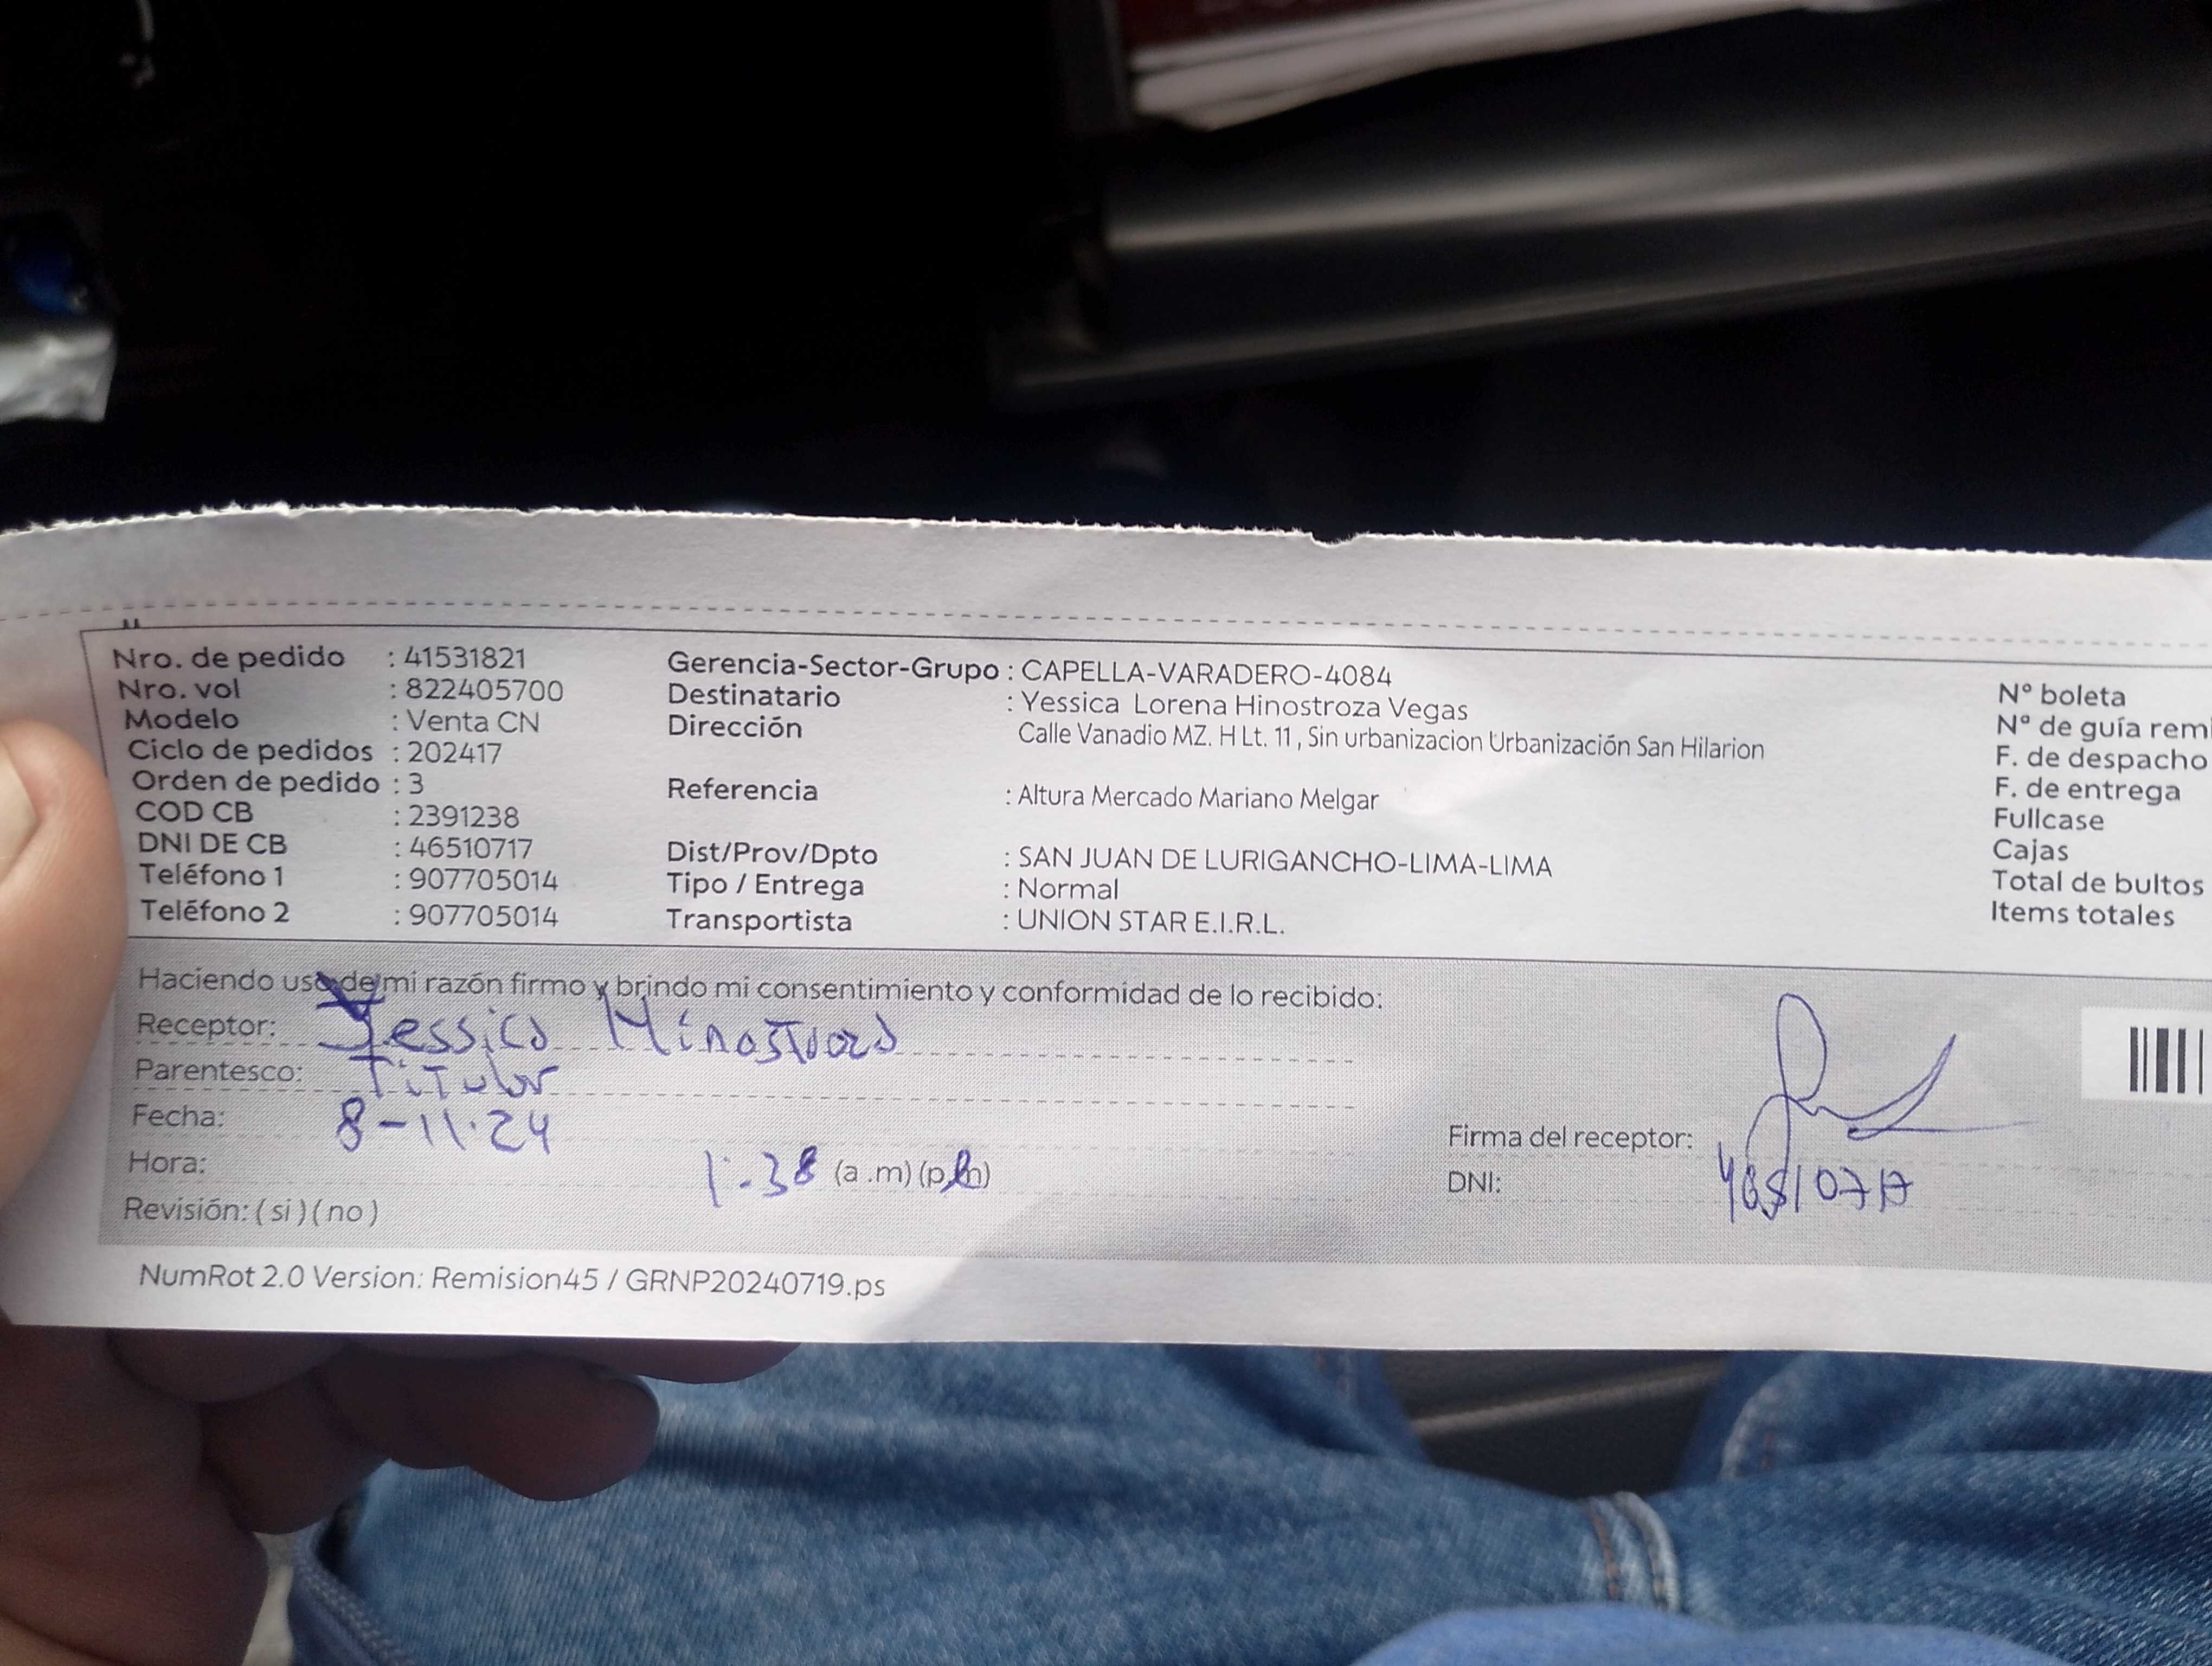 Nro. de pedido : 41531821
Nro. vol : 822405700
Modelo : Venta CN
Ciclo de pedidos : 202417
Orden de pedido : 3
COD CB : 2391238
DNI DE CB : 46510717
Teléfono 1 : 907705014
Teléfono 2 : 907705014
Gerencia-Sector-Grupo : CAPELLA-VARADERO-4084
Destinatario : Yessica Lorena Hinostroza Vegas
Dirección Calle Vanadio MZ. H Lt. 11 , Sin urbanizacion Urbanización San Hilarion
Referencia : Altura Mercado Mariano Melgar
Dist/Prov/Dpto : SAN JUAN DE LURIGANCHO-LIMA-LIMA
Tipo / Entrega : Normal
Transportista : UNION STAR E.I.R.L.
N° boleta
N° de guía remi
F. de despacho
F. de entrega
Fullcase
Cajas
Total de bultos
Items totales
Haciendo uso de mi razón firmo y brindo mi consentimiento y conformidad de lo recibido:
Receptor: Yessica Hinostroza
Parentesco: Titular
Fecha: 8-11-24
Hora: 1:38 (a .m) (p.m)
Revisión: ( si ) ( no )
Firma del receptor:
DNI: 46510717
NumRot 2.0 Version: Remision45 / GRNP20240719.ps